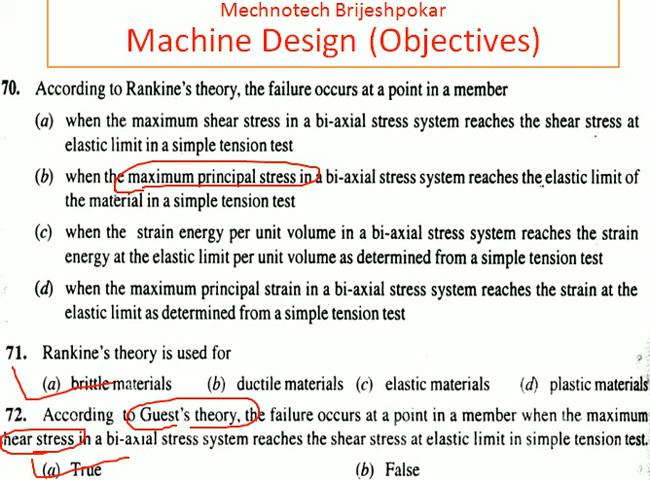 Mechnotech Brijeshpokar
Machine Design (Objectives)
70. According to Rankine's theory, the failure occurs at a point in a member
(a) when the maximum shear stress in a bi-axial stress system reaches the shear stress at
elastic limit in a simple tension test
(b) when the maximum principal stress in a bi-axial stress system reaches the elastic limit of
the material in a simple tension test
(c) when the strain energy per unit volume in a bi-axial stress system reaches the strain
energy at the elastic limit per unit volume as determined from a simple tension test
(d) when the maximum principal strain in a bi-axial stress system reaches the strain at the
elastic limit as determined from a simple tension test
71. Rankine's theory is used for
(a) brittle materials (b) ductile materials (c) elastic materials (d) plastic materials
72. According to Guest's theory, the failure occurs at a point in a member when the maximum
hear stress in a bi-axial stress system reaches the shear stress at elastic limit in simple tension test.
(a) True (b) False